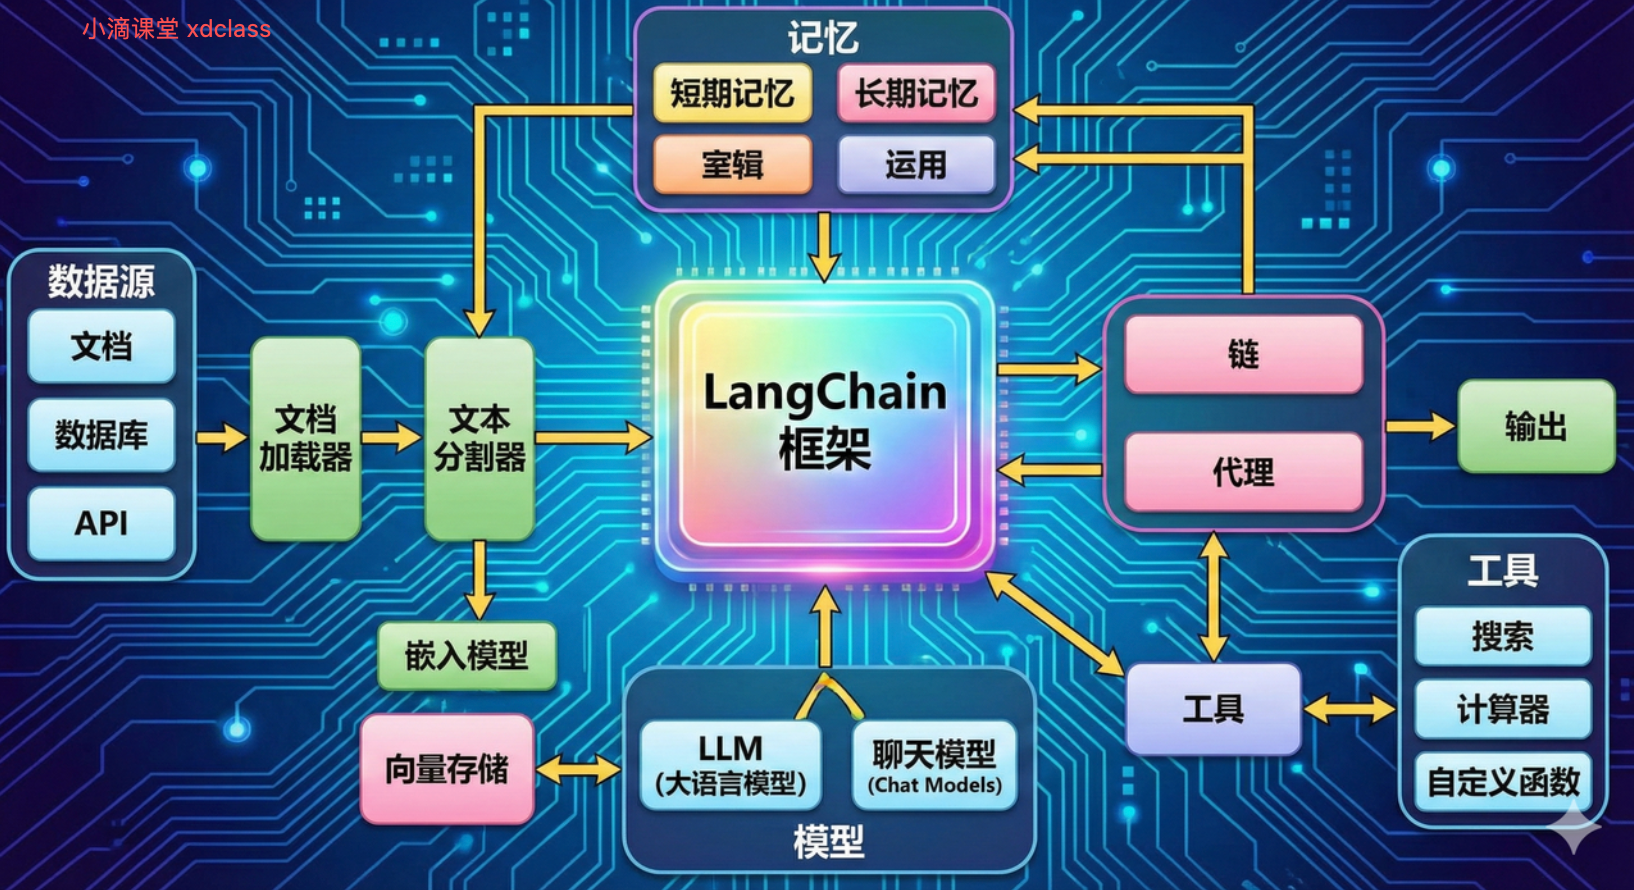 小滴课堂 xdclass
记忆
短期记忆
长期记忆
室辑
运用
数据源
文档
数据库
API
文档
加载器
文本
分割器
LangChain
框架
链
代理
输出
嵌入模型
向量存储
LLM
(大语言模型)
聊天模型
(Chat Models)
模型
工具
工具
搜索
计算器
自定义函数